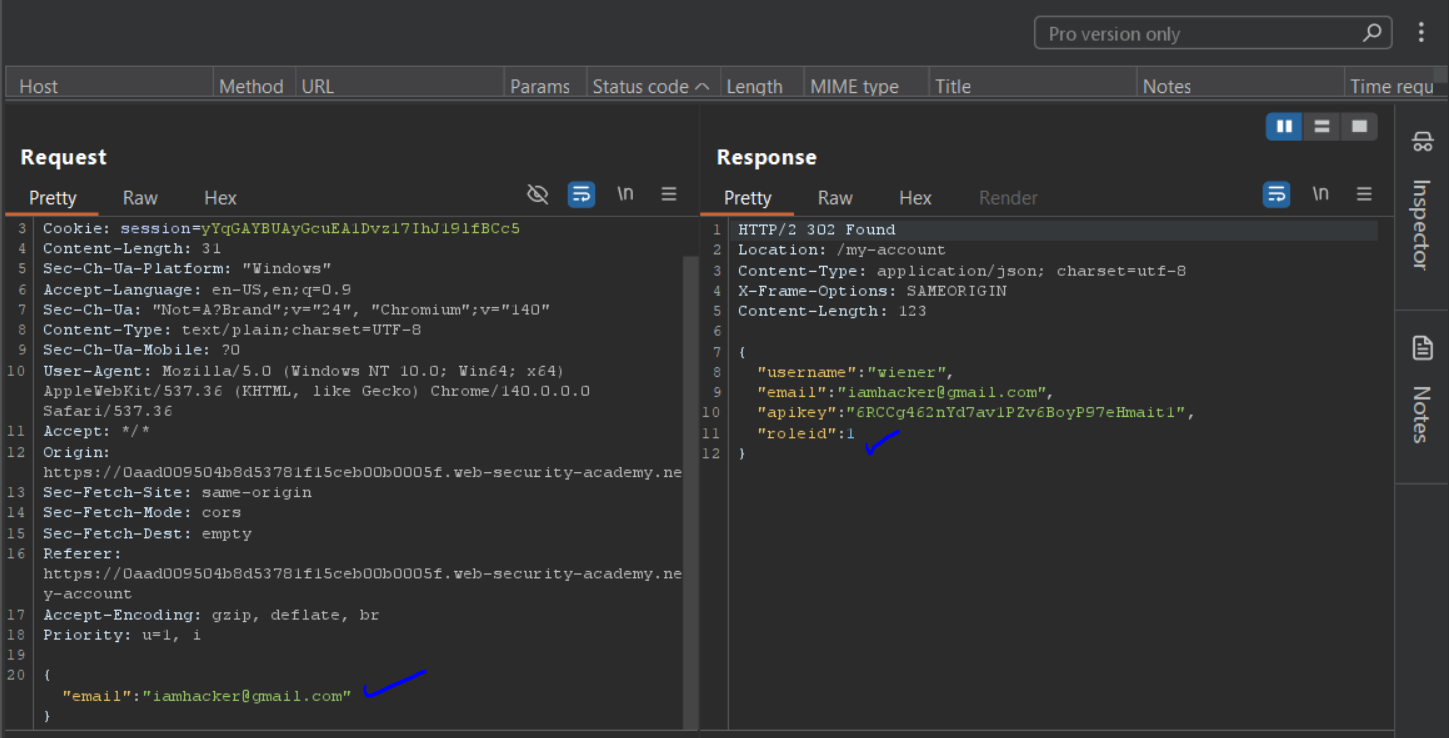 Pro version only
Host Method URL Params Status code Length MIME type Title Notes Time requ
Request
Pretty Raw Hex \n
3 Cookie: session=yYqGAYBUAyGcuEA1Dvz17IhJ19lfBCc5
4 Content-Length: 31
5 Sec-Ch-Ua-Platform: "Windows"
6 Accept-Language: en-US,en;q=0.9
7 Sec-Ch-Ua: "Not=A?Brand";v="24", "Chromium";v="140"
8 Content-Type: text/plain;charset=UTF-8
9 Sec-Ch-Ua-Mobile: ?0
10 User-Agent: Mozilla/5.0 (Windows NT 10.0; Win64; x64)
AppleWebKit/537.36 (KHTML, like Gecko) Chrome/140.0.0.0
Safari/537.36
11 Accept: */*
12 Origin:
https://0aad009504b8d53781f15ceb00b0005f.web-security-academy.ne
13 Sec-Fetch-Site: same-origin
14 Sec-Fetch-Mode: cors
15 Sec-Fetch-Dest: empty
16 Referer:
https://0aad009504b8d53781f15ceb00b0005f.web-security-academy.ne
y-account
17 Accept-Encoding: gzip, deflate, br
18 Priority: u=1, i
19
20 {
"email":"iamhacker@gmail.com"
}
Response
Pretty Raw Hex Render \n
1 HTTP/2 302 Found
2 Location: /my-account
3 Content-Type: application/json; charset=utf-8
4 X-Frame-Options: SAMEORIGIN
5 Content-Length: 123
6
7 {
8 "username":"wiener",
9 "email":"iamhacker@gmail.com",
10 "apikey":"6RCCg462nYd7av1PZv6BoyP97eHmait1",
11 "roleid":1
12 }
Inspector
Notes